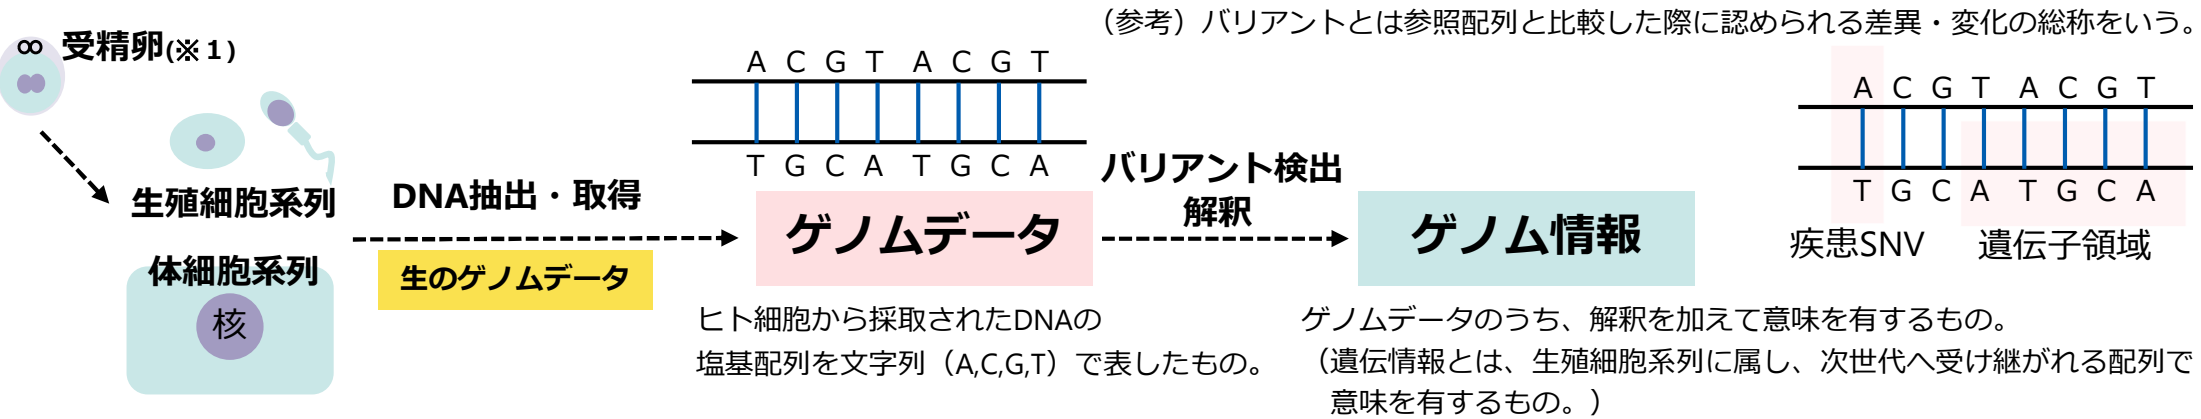 （参考）バリアントとは参照配列と比較した際に認められる差異・変化の総称をいう。
∞ 受精卵(※１)
生殖細胞系列
体細胞系列
核
DNA抽出・取得
生のゲノムデータ
A C G T A C G T
T G C A T G C A
ゲノムデータ
ヒト細胞から採取されたDNAの
塩基配列を文字列（A,C,G,T）で表したもの。
バリアント検出
解釈
ゲノム情報
ゲノムデータのうち、解釈を加えて意味を有するもの。
（遺伝情報とは、生殖細胞系列に属し、次世代へ受け継がれる配列で
意味を有するもの。）
A C G T A C G T
T G C A T G C A
疾患SNV 遺伝子領域